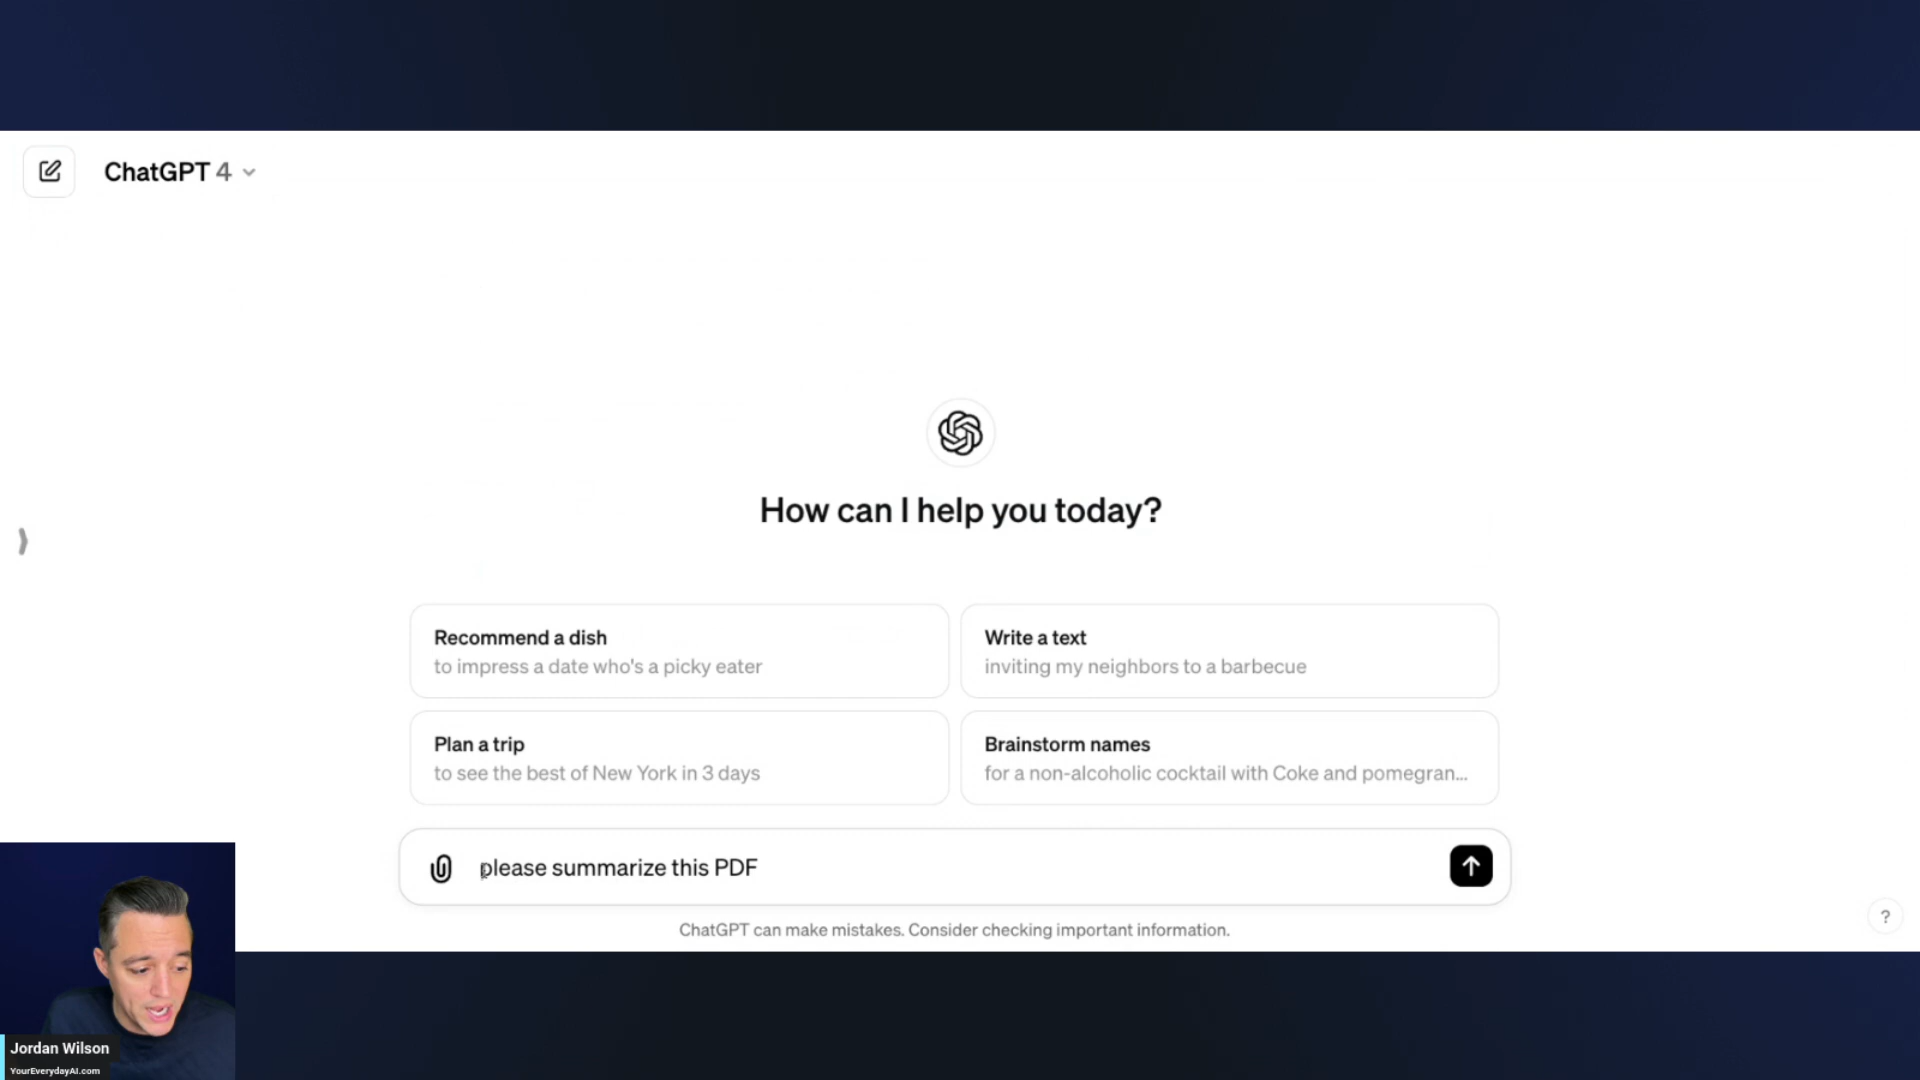 ChatGPT 4
How can I help you today?
Recommend a dish
to impress a date who's a picky eater
Write a text
inviting my neighbors to a barbecue
Plan a trip
to see the best of New York in 3 days
Brainstorm names
for a non-alcoholic cocktail with Coke and pomegran...
please summarize this PDF
ChatGPT can make mistakes. Consider checking important information.
?
Jordan Wilson
YourEverydayAI.com